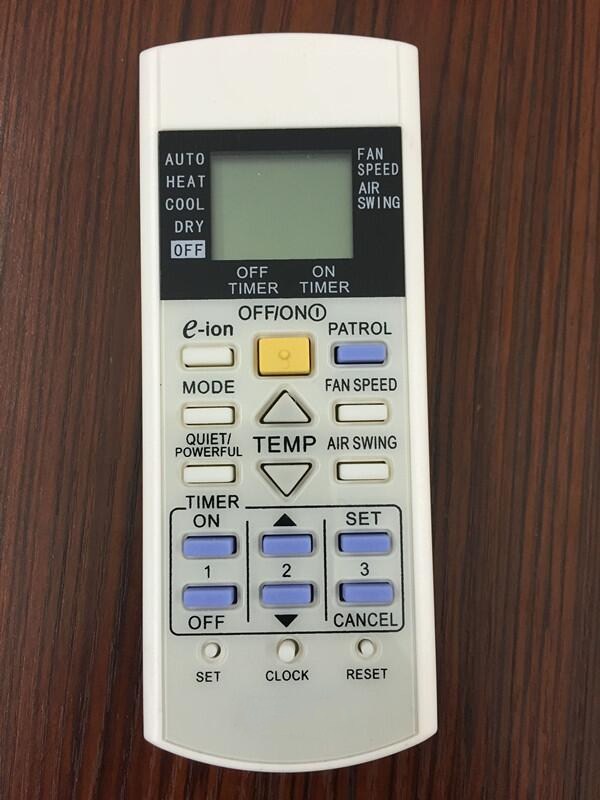 AUTO
HEAT
COOL
DRY
OFF
FAN
SPEED
AIR
SWING
OFF
TIMER
ON
TIMER
OFF/ON
e-ion
PATROL
MODE
FAN SPEED
QUIET/
POWERFUL
TEMP
AIR SWING
TIMER
ON
SET
1
2
3
OFF
CANCEL
SET
CLOCK
RESET